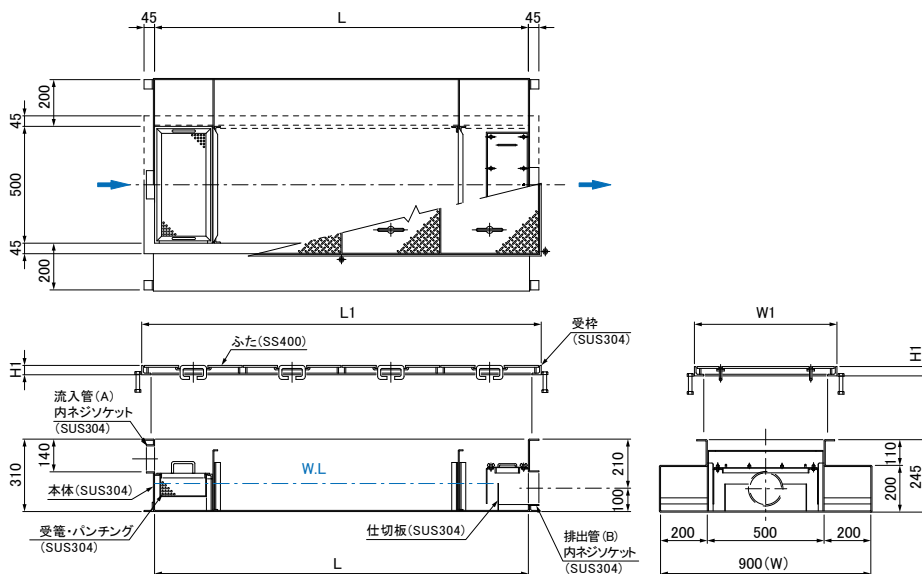 45
L
45
200
45
500
45
200
L1
ふた(SS400)
受枠
(SUS304)
H1
W1
H1
流入管(A)
内ネジソケット
(SUS304)
310
140
本体(SUS304)
受篭・パンチング
(SUS304)
W.L
仕切板(SUS304)
210
100
排出管(B)
内ネジソケット
(SUS304)
L
110
200
245
200
500
200
900(W)